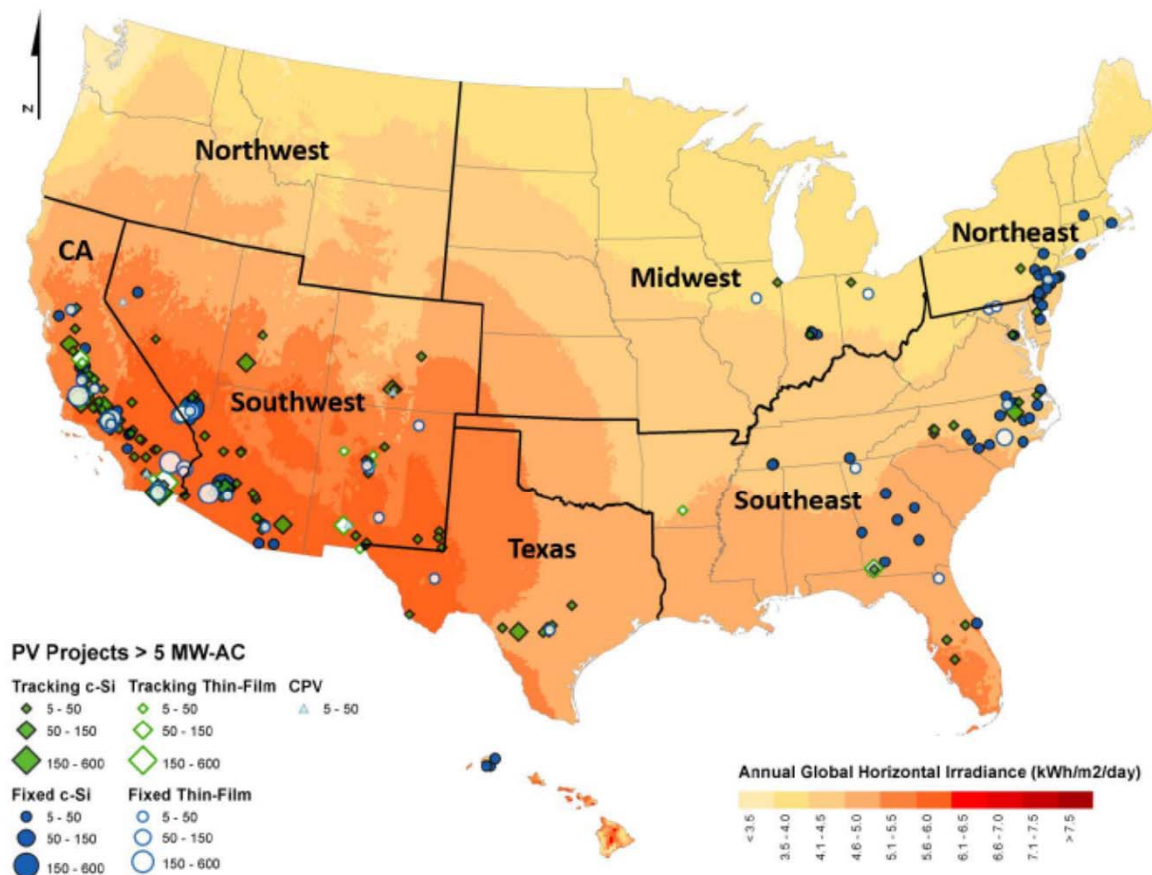 N
Northwest
CA
Northeast
Midwest
Southwest
Southeast
Texas
PV Projects > 5 MW-AC
Tracking c-Si Tracking Thin-Film CPV
5 - 50 5 - 50 5 - 50
50 - 150 50 - 150
150 - 600 150 - 600
Fixed c-Si Fixed Thin-Film
5 - 50 5 - 50
50 - 150 50 - 150
150 - 600 150 - 600
Annual Global Horizontal Irradiance (kWh/m2/day)
< 3.5 3.5 - 4.0 4.1 - 4.5 4.6 - 5.0 5.1 - 5.5 5.6 - 6.0 6.1 - 6.5 6.6 - 7.0 7.1 - 7.5 > 7.5